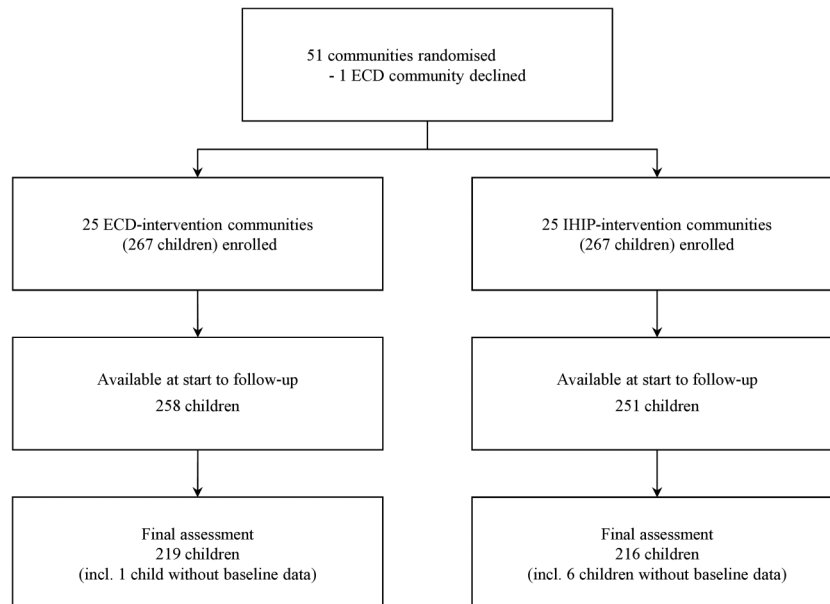 51 communities randomised
- 1 ECD community declined
25 ECD-intervention communities
(267 children) enrolled
25 IHIP-intervention communities
(267 children) enrolled
Available at start to follow-up
258 children
Available at start to follow-up
251 children
Final assessment
219 children
(incl. 1 child without baseline data)
Final assessment
216 children
(incl. 6 children without baseline data)